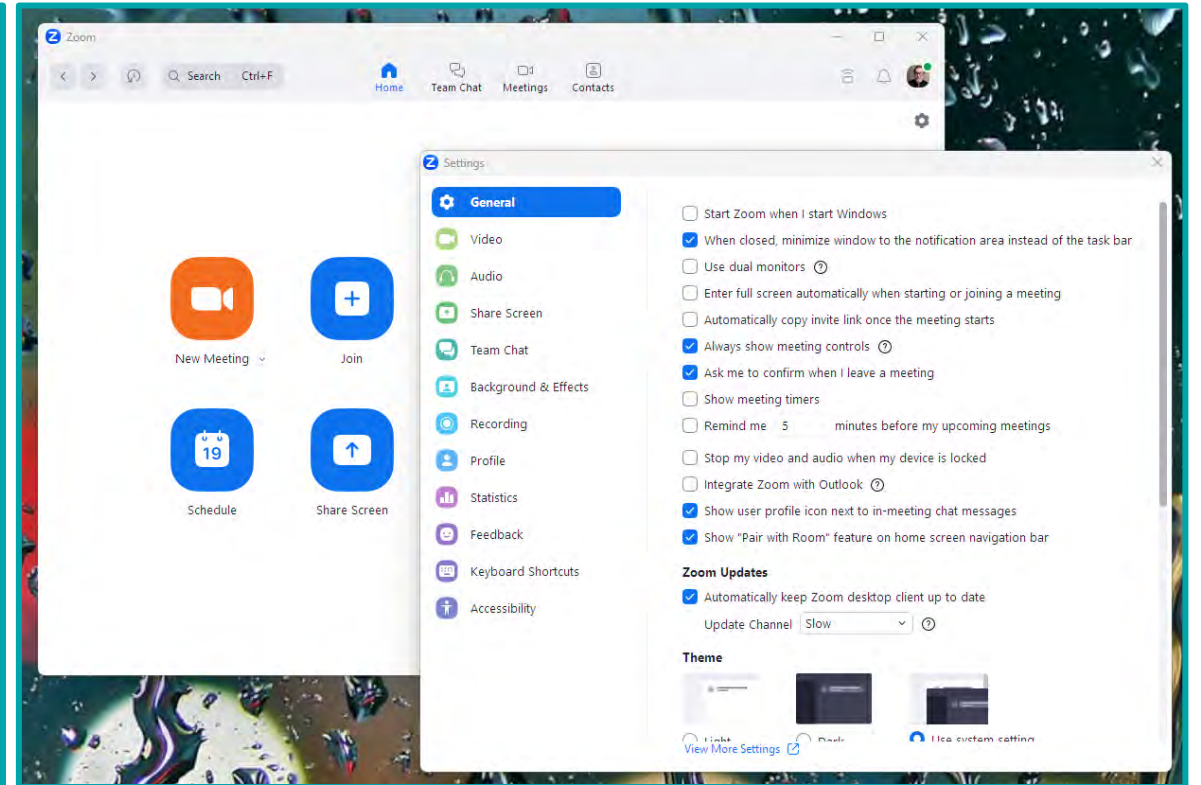 Zoom
Search Ctrl+F
Home
Team Chat
Meetings
Contacts
New Meeting
Join
19
Schedule
Share Screen
Settings
General
Video
Audio
Share Screen
Team Chat
Background & Effects
Recording
Profile
Statistics
Feedback
Keyboard Shortcuts
Accessibility
Start Zoom when I start Windows
When closed, minimize window to the notification area instead of the task bar
Use dual monitors ?
Enter full screen automatically when starting or joining a meeting
Automatically copy invite link once the meeting starts
Always show meeting controls ?
Ask me to confirm when I leave a meeting
Show meeting timers
Remind me 5 minutes before my upcoming meetings
Stop my video and audio when my device is locked
Integrate Zoom with Outlook ?
Show user profile icon next to in-meeting chat messages
Show "Pair with Room" feature on home screen navigation bar
Zoom Updates
Automatically keep Zoom desktop client up to date
Update Channel Slow ?
Theme
Light
Dark
Use system setting
View More Settings